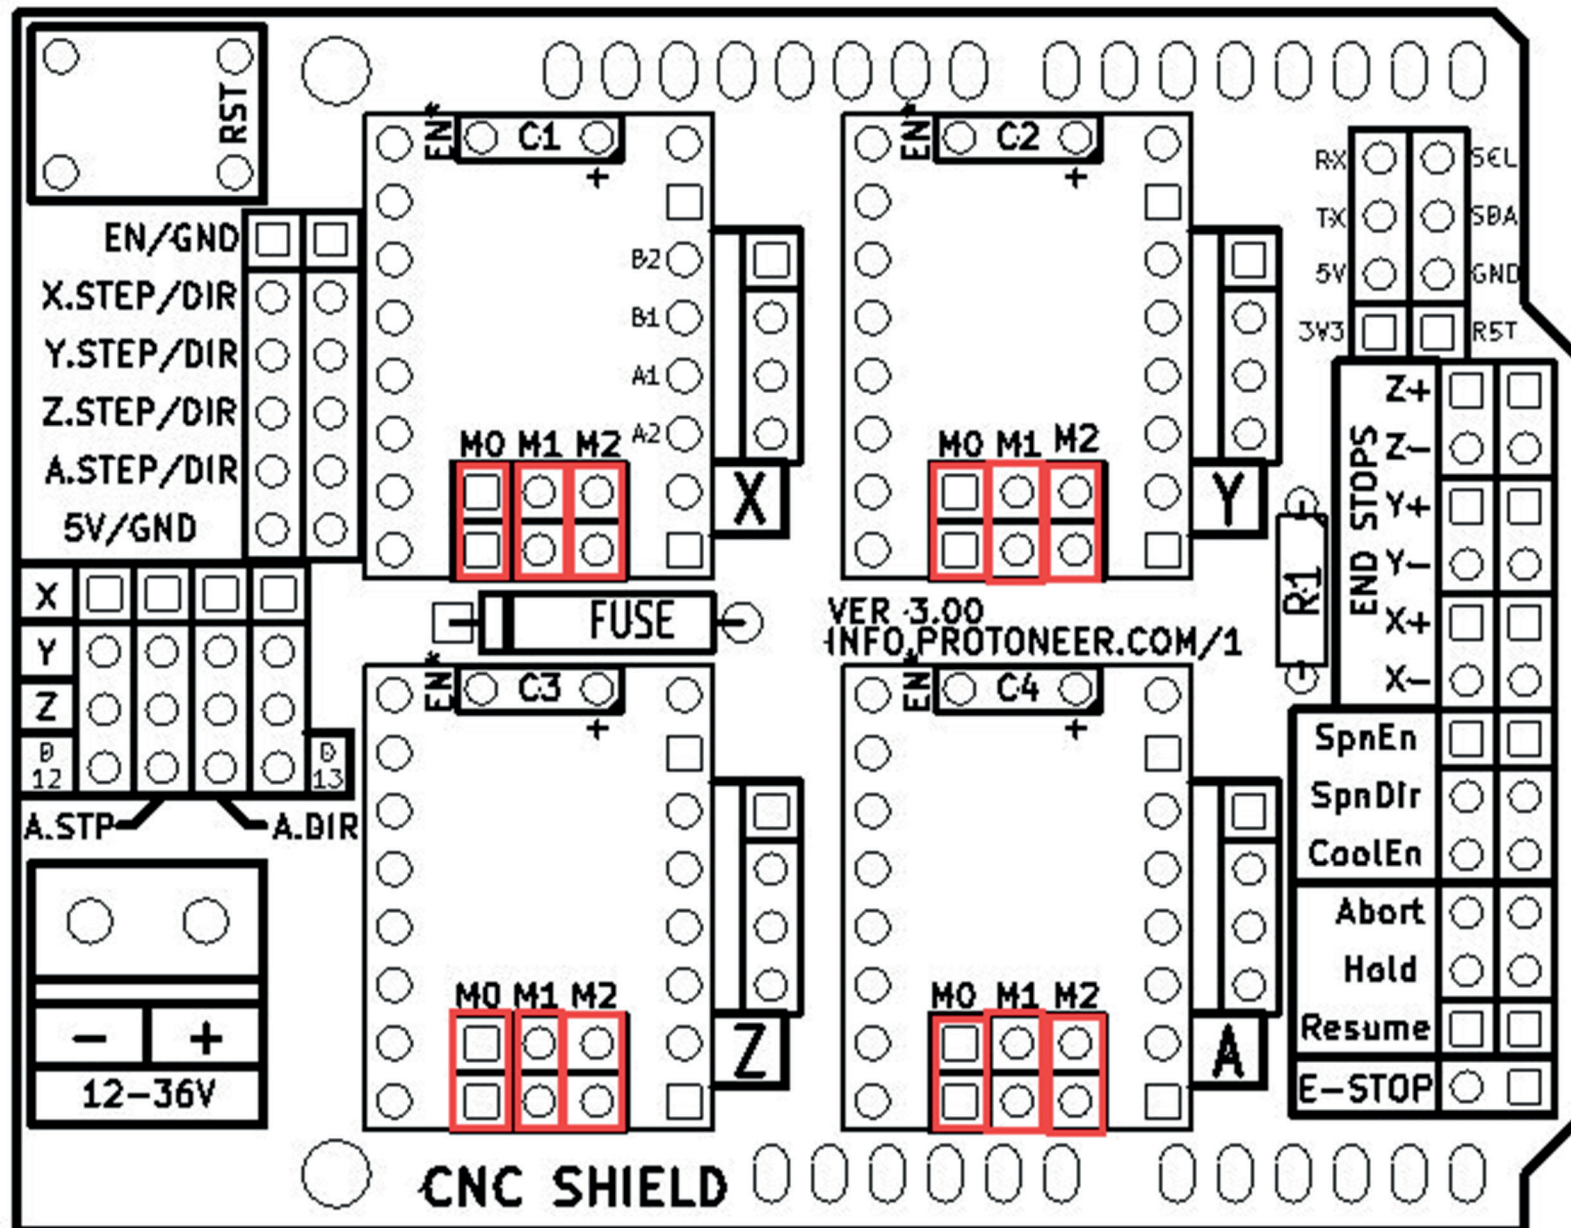 RST
EN*
C1
+
EN*
C2
+
RX
SCL
TX
SDA
5V
GND
3V3
RST
EN/GND
X.STEP/DIR
Y.STEP/DIR
Z.STEP/DIR
A.STEP/DIR
5V/GND
B2
B1
A1
A2
M0 M1 M2
X
M0 M1 M2
Y
END STOPS
Z+
Z-
Y+
Y-
X+
X-
R1
X
Y
Z
D
12
D
13
A.STP
A.DIR
FUSE
VER 3.00
INFO.PROTONEER.COM/1
EN*
C3
+
EN*
C4
+
SpnEn
SpnDir
CoolEn
Abort
Hold
Resume
E-STOP
- +
12-36V
M0 M1 M2
Z
M0 M1 M2
A
CNC SHIELD